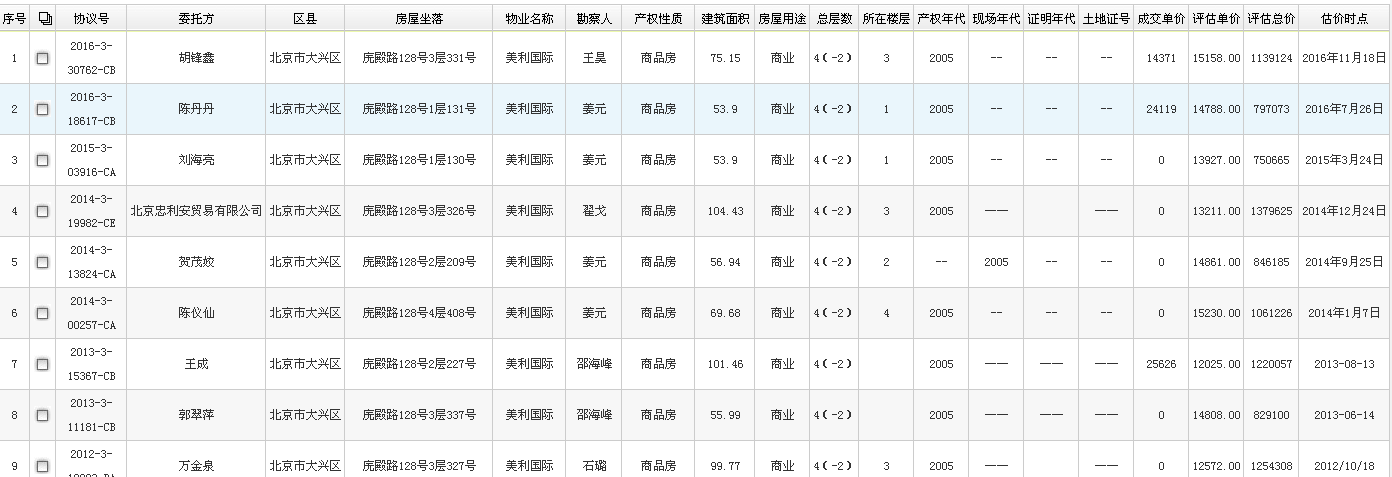 序号 协议号 委托方 区县 房屋坐落 物业名称 勘察人 产权性质 建筑面积 房屋用途 总层数 所在楼层 产权年代 现场年代 证明年代 土地证号 成交单价 评估单价 评估总价 估价时点
1 2016-3-30762-CB 胡锋鑫 北京市大兴区 庑殿路128号3层331号 美利国际 王昊 商品房 75.15 商业 4(-2) 3 2005 -- -- -- 14371 15158.00 1139124 2016年11月18日
2 2016-3-18617-CB 陈丹丹 北京市大兴区 庑殿路128号1层131号 美利国际 姜元 商品房 53.9 商业 4(-2) 1 2005 -- -- -- 24119 14788.00 797073 2016年7月26日
3 2015-3-03916-CA 刘海亮 北京市大兴区 庑殿路128号1层130号 美利国际 姜元 商品房 53.9 商业 4(-2) 1 2005 -- -- -- 0 13927.00 750665 2015年3月24日
4 2014-3-19982-CE 北京忠利安贸易有限公司 北京市大兴区 庑殿路128号3层326号 美利国际 翟戈 商品房 104.43 商业 4(-2) 3 2005 —— —— 0 13211.00 1379625 2014年12月24日
5 2014-3-13824-CA 贺茂姣 北京市大兴区 庑殿路128号2层209号 美利国际 姜元 商品房 56.94 商业 4(-2) 2 -- 2005 -- -- 0 14861.00 846185 2014年9月25日
6 2014-3-00257-CA 陈仪仙 北京市大兴区 庑殿路128号4层408号 美利国际 姜元 商品房 69.68 商业 4(-2) 4 2005 -- -- -- 0 15230.00 1061226 2014年1月7日
7 2013-3-15367-CB 王成 北京市大兴区 庑殿路128号2层227号 美利国际 邵海峰 商品房 101.46 商业 4(-2) 2005 —— —— —— 25626 12025.00 1220057 2013-08-13
8 2013-3-11181-CB 郭翠萍 北京市大兴区 庑殿路128号3层337号 美利国际 邵海峰 商品房 55.99 商业 4(-2) 2005 —— —— —— 0 14808.00 829100 2013-06-14
9 2012-3- 万金泉 北京市大兴区 庑殿路128号3层327号 美利国际 石璐 商品房 99.77 商业 4(-2) 3 2005 —— —— 0 12572.00 1254308 2012/10/18